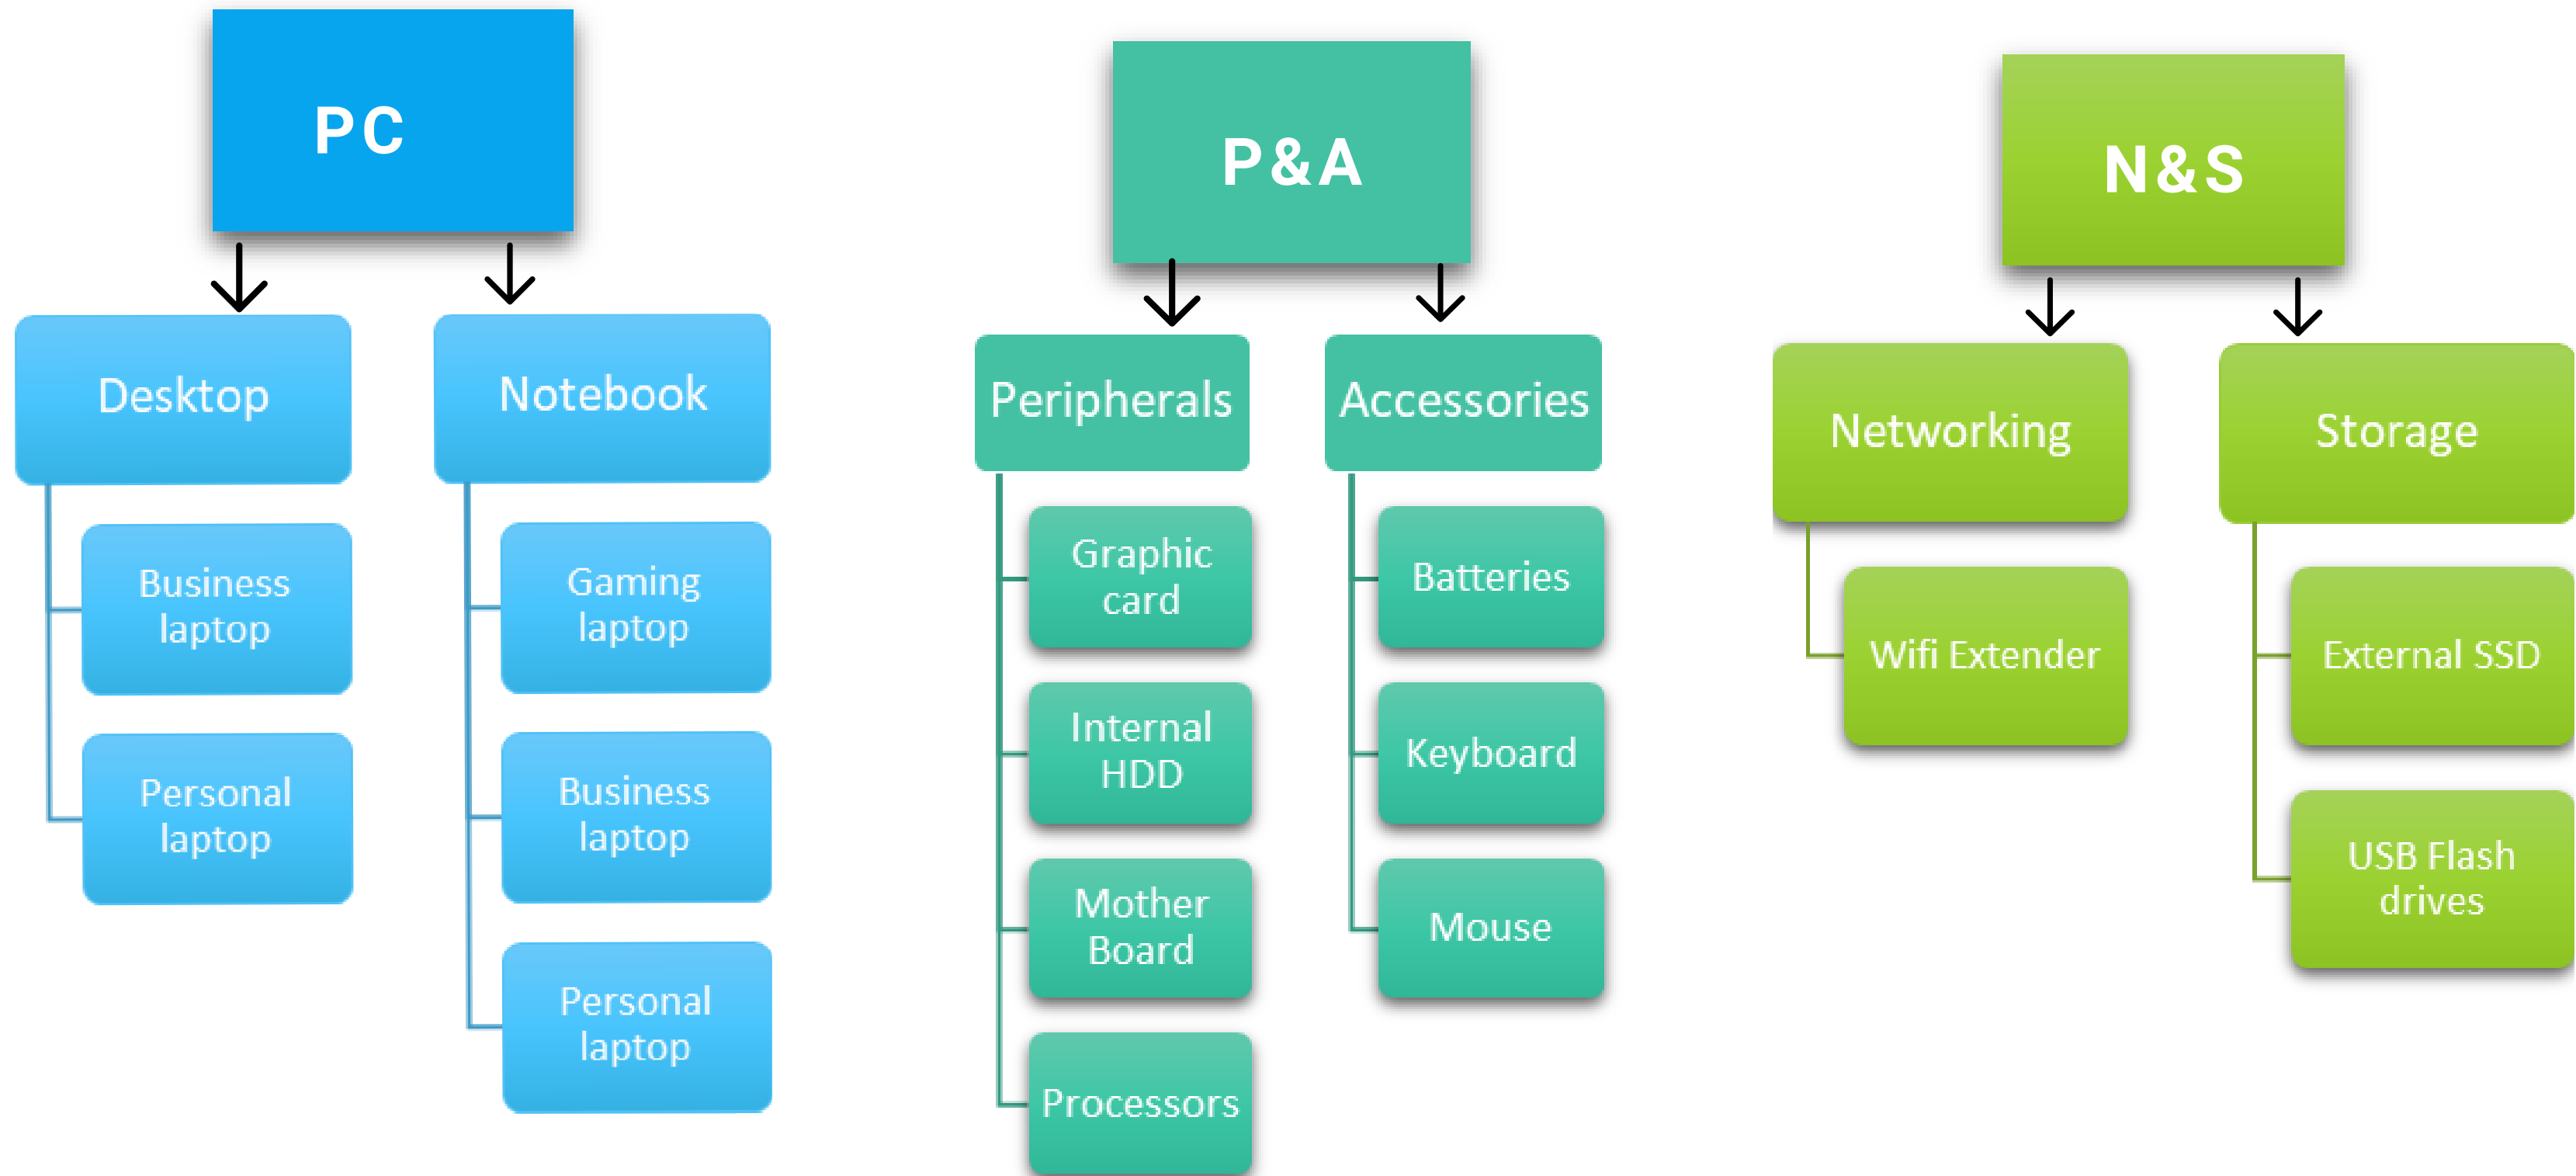 PC
Desktop
Business
laptop
Personal
laptop
Notebook
Gaming
laptop
Business
laptop
Personal
laptop
P&A
Peripherals
Graphic
card
Internal
HDD
Mother
Board
Processors
Accessories
Batteries
Keyboard
Mouse
N&S
Networking
Wifi Extender
Storage
External SSD
USB Flash
drives